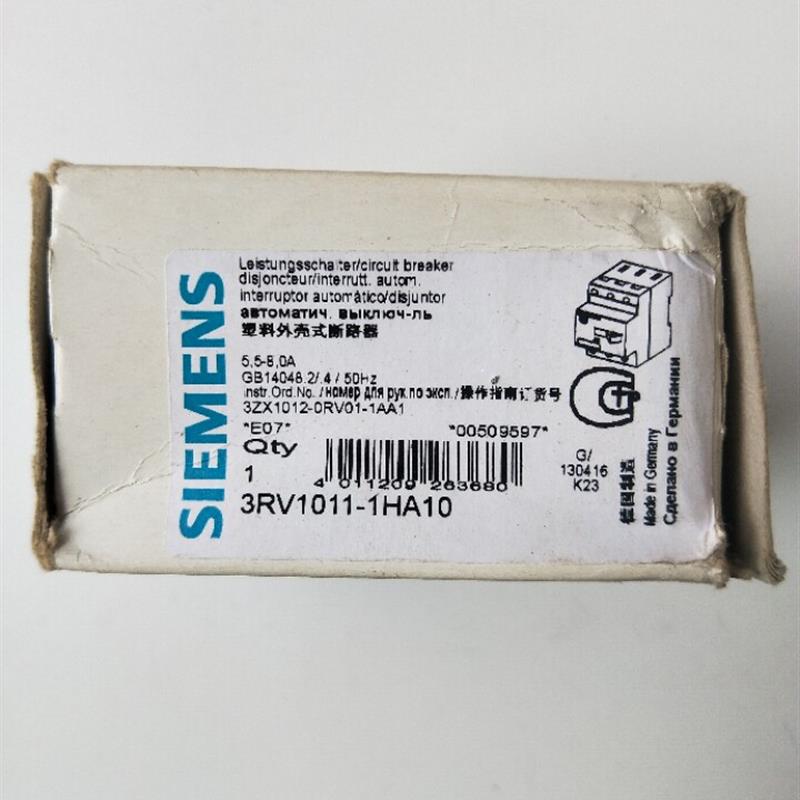 SIEMENS
Leistungsschalter/circuit breaker
disjoncteur/interrutt. autom.
interruptor automàtico/disjuntor
автоматич. выключ-ль
塑料外壳式断路器
5,5-8,0A
GB14048.2/.4 / 50Hz
Instr.Ord.No. /номер для рук.по эксп./操作指南订货号
3ZX1012-0RV01-1AA1
*E07* *00509597*
Qty
1
4 011209 263680
3RV1011-1HA10
G/
130416
K23
德国制造
Made in Germany
Сделано в Германии